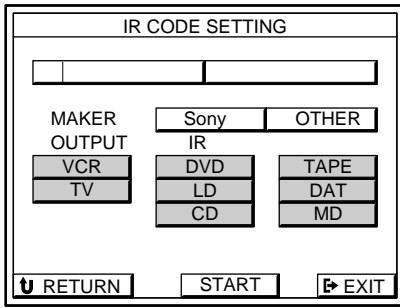 IR CODE SETTING
MAKER Sony OTHER
OUTPUT IR
VCR DVD TAPE
TV LD DAT
CD MD
RETURN START EXIT